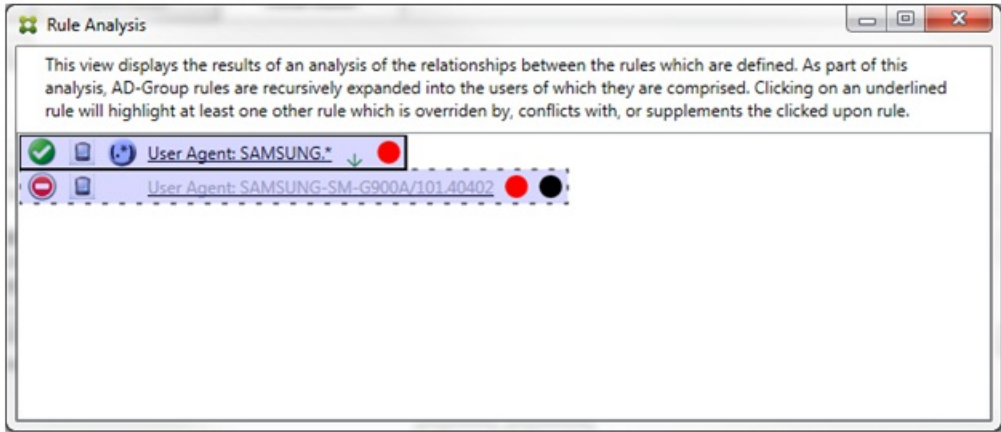 Rule Analysis
This view displays the results of an analysis of the relationships between the rules which are defined. As part of this
analysis, AD-Group rules are recursively expanded into the users of which they are comprised. Clicking on an underlined
rule will highlight at least one other rule which is overriden by, conflicts with, or supplements the clicked upon rule.
(.*) User Agent: SAMSUNG.*
User Agent: SAMSUNG-SM-G900A/101.40402